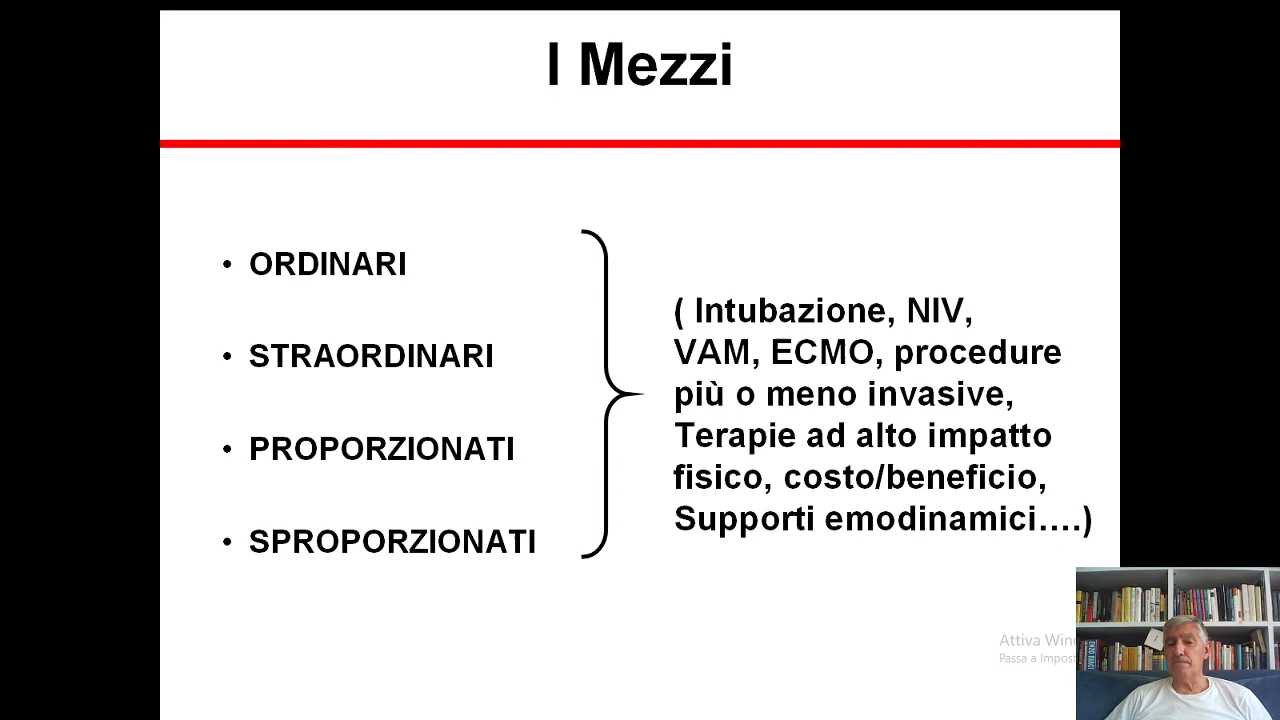 I Mezzi
• ORDINARI
• STRAORDINARI
• PROPORZIONATI
• SPROPORZIONATI
( Intubazione, NIV,
VAM, ECMO, procedure
più o meno invasive,
Terapie ad alto impatto
fisico, costo/beneficio,
Supporti emodinamici....)
Attiva Win
Passa a Impost